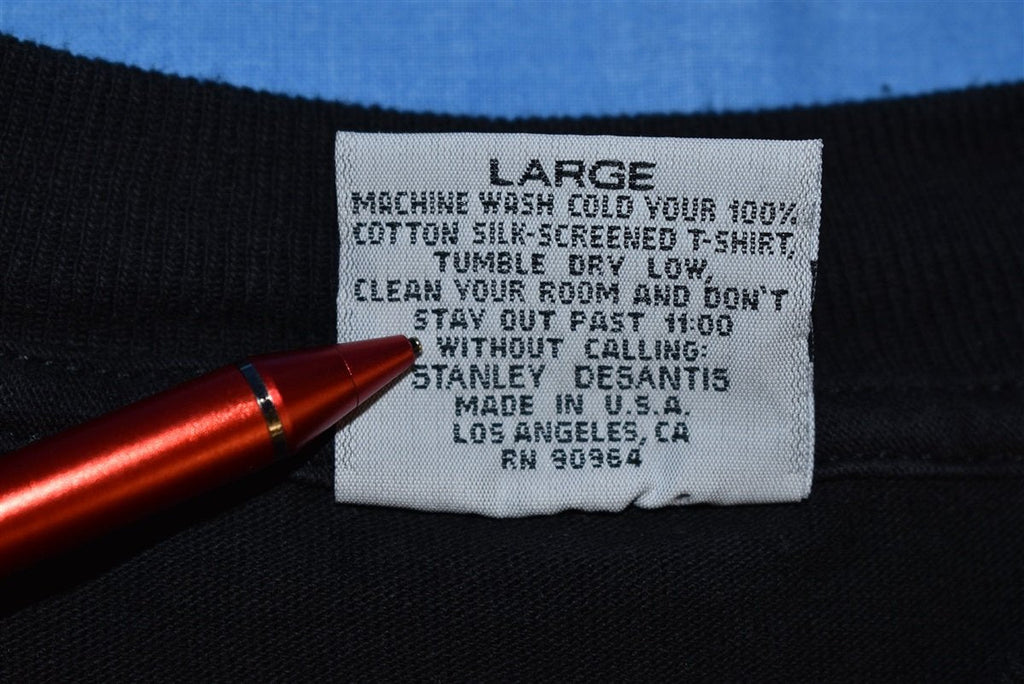 LARGE
MACHINE WASH COLD YOUR 100%
COTTON SILK-SCREENED T-SHIRT,
TUMBLE DRY LOW,
CLEAN YOUR ROOM AND DON'T
STAY OUT PAST 11:00
WITHOUT CALLING:
STANLEY DESANTIS
MADE IN U.S.A.
LOS ANGELES, CA
RN 90964